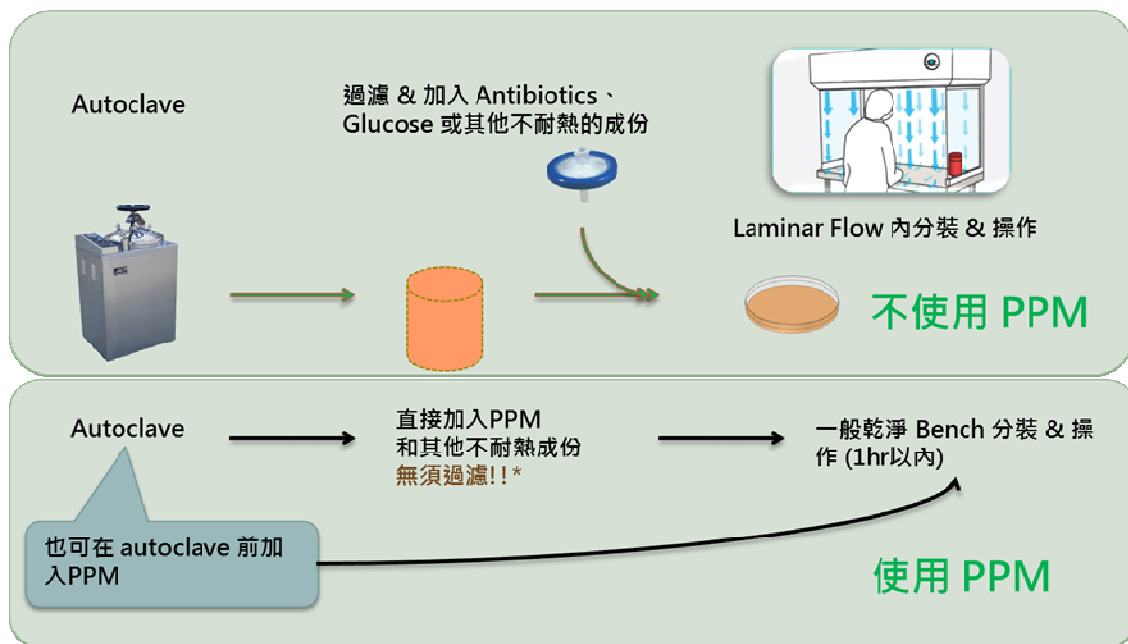 Autoclave
過濾 & 加入 Antibiotics、
Glucose 或其他不耐熱的成份
Laminar Flow 內分裝 & 操作
不使用 PPM
Autoclave
直接加入PPM
和其他不耐熱成份
無須過濾!!*
一般乾淨 Bench 分裝 & 操
作 (1hr以內)
也可在 autoclave 前加
入PPM
使用 PPM